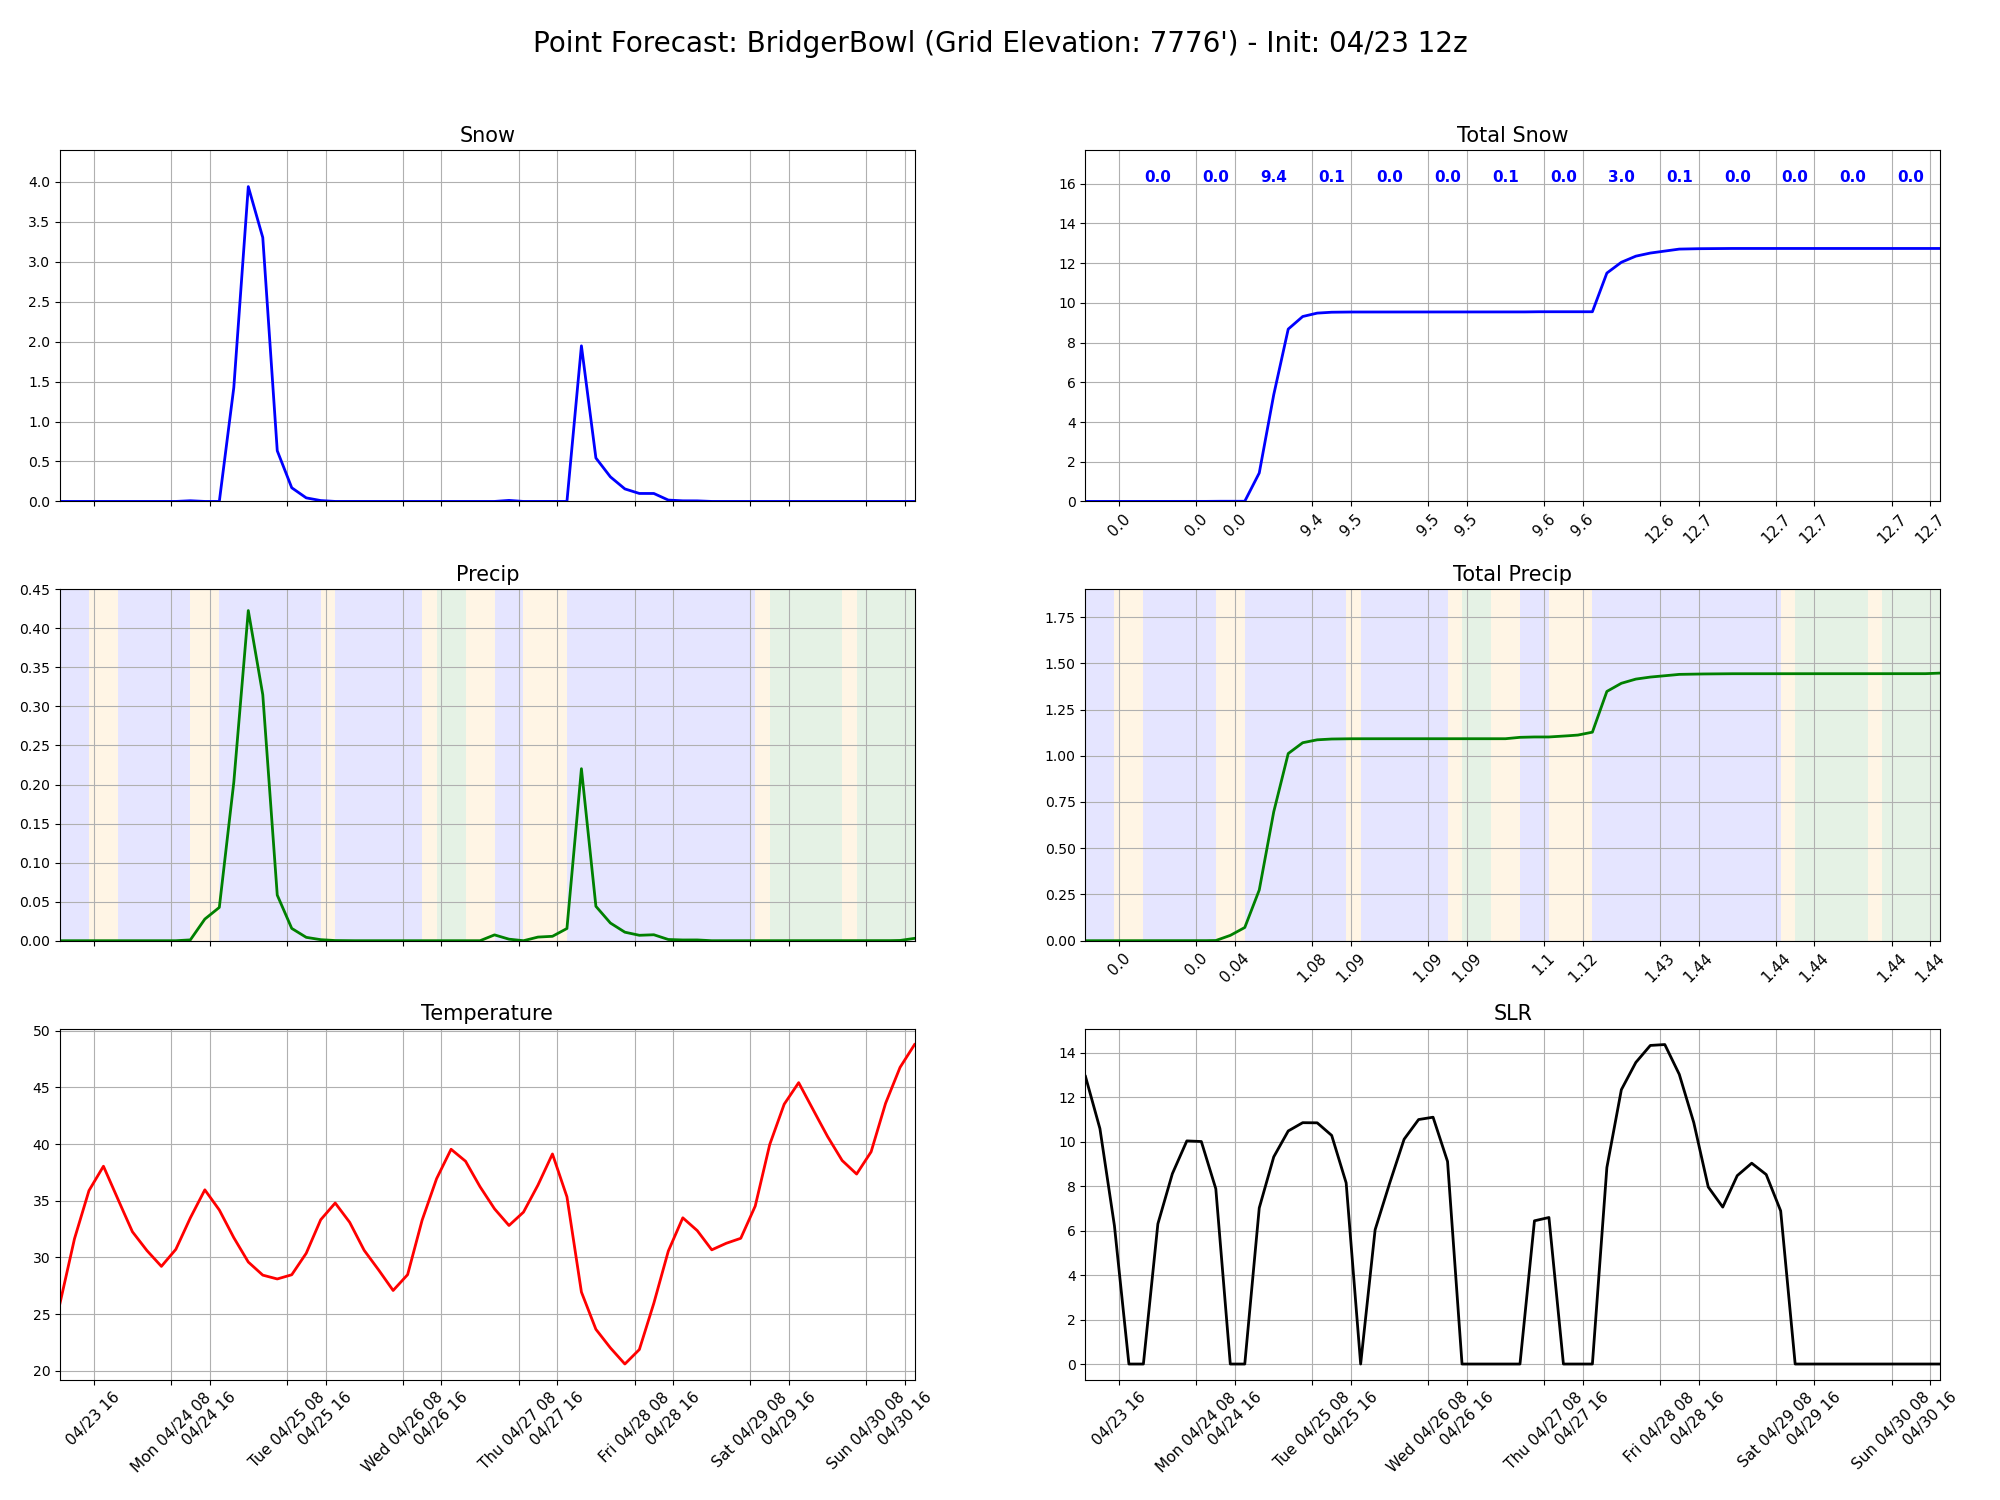 Point Forecast: BridgerBowl (Grid Elevation: 7776') - Init: 04/23 12z
Snow
4.0
3.5
3.0
2.5
2.0
1.5
1.0
0.5
0.0
Total Snow
0.0 0.0 9.4 0.1 0.0 0.0 0.1 0.0 3.0 0.1 0.0 0.0 0.0 0.0
16
14
12
10
8
6
4
2
0
0.0 0.0 0.0 9.4 9.5 9.5 9.5 9.6 9.6 12.6 12.7 12.7 12.7 12.7 12.7
Precip
0.45
0.40
0.35
0.30
0.25
0.20
0.15
0.10
0.05
0.00
Total Precip
1.75
1.50
1.25
1.00
0.75
0.50
0.25
0.00
0.0 0.0 0.04 1.08 1.09 1.09 1.09 1.1 1.12 1.43 1.44 1.44 1.44 1.44 1.44
Temperature
50
45
40
35
30
25
20
04/23 16
Mon 04/24 08
04/24 16
Tue 04/25 08
04/25 16
Wed 04/26 08
04/26 16
Thu 04/27 08
04/27 16
Fri 04/28 08
04/28 16
Sat 04/29 08
04/29 16
Sun 04/30 08
04/30 16
SLR
14
12
10
8
6
4
2
0
04/23 16
Mon 04/24 08
04/24 16
Tue 04/25 08
04/25 16
Wed 04/26 08
04/26 16
Thu 04/27 08
04/27 16
Fri 04/28 08
04/28 16
Sat 04/29 08
04/29 16
Sun 04/30 08
04/30 16